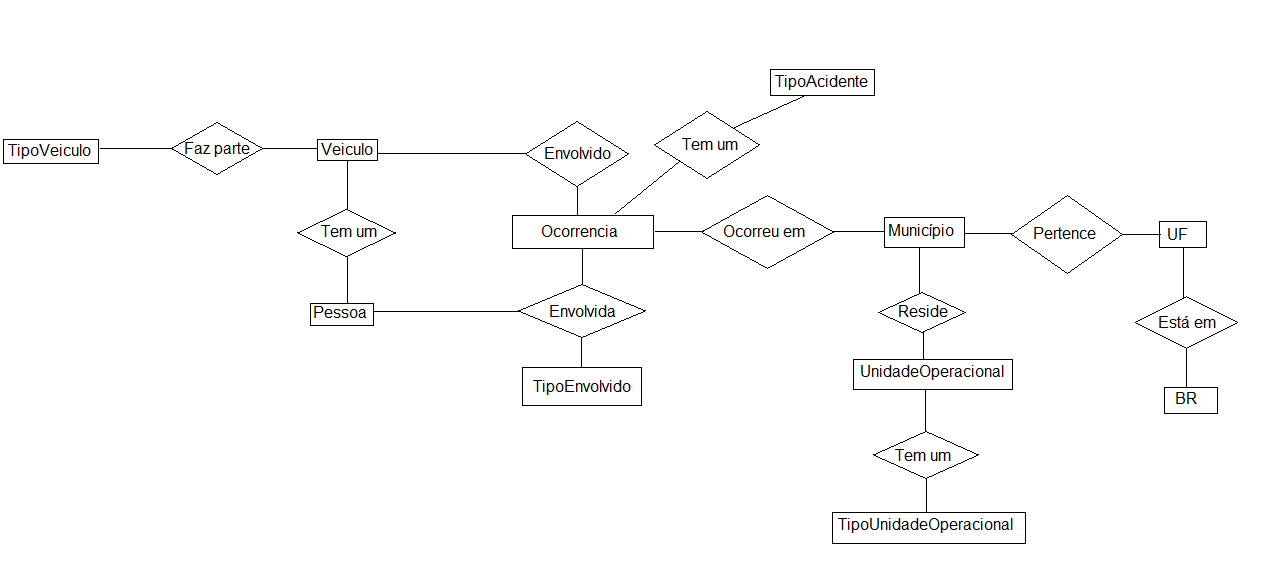 TipoAcidente
TipoVeiculo
Faz parte
Veiculo
Envolvido
Tem um
Tem um
Ocorrencia
Ocorreu em
Município
Pertence
UF
Pessoa
Envolvida
Reside
Está em
TipoEnvolvido
UnidadeOperacional
BR
Tem um
TipoUnidadeOperacional